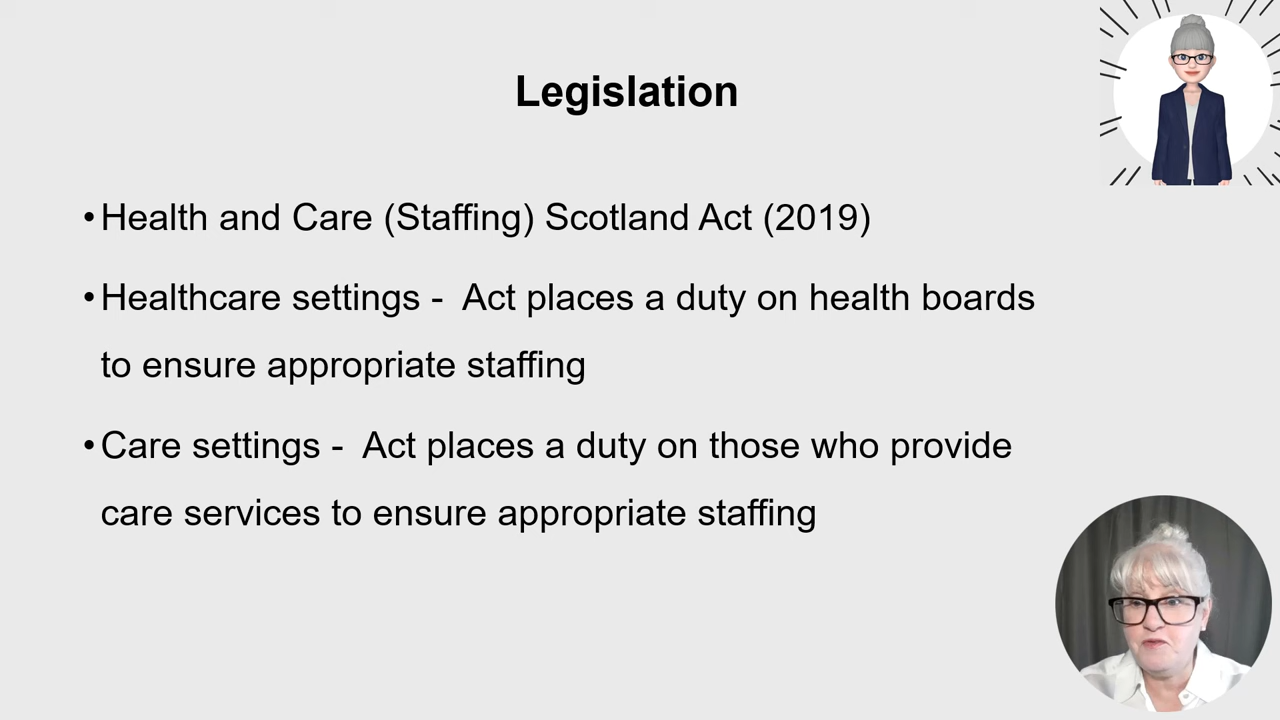 Legislation
•Health and Care (Staffing) Scotland Act (2019)
•Healthcare settings -  Act places a duty on health boards
to ensure appropriate staffing
•Care settings -  Act places a duty on those who provide
care services to ensure appropriate staffing